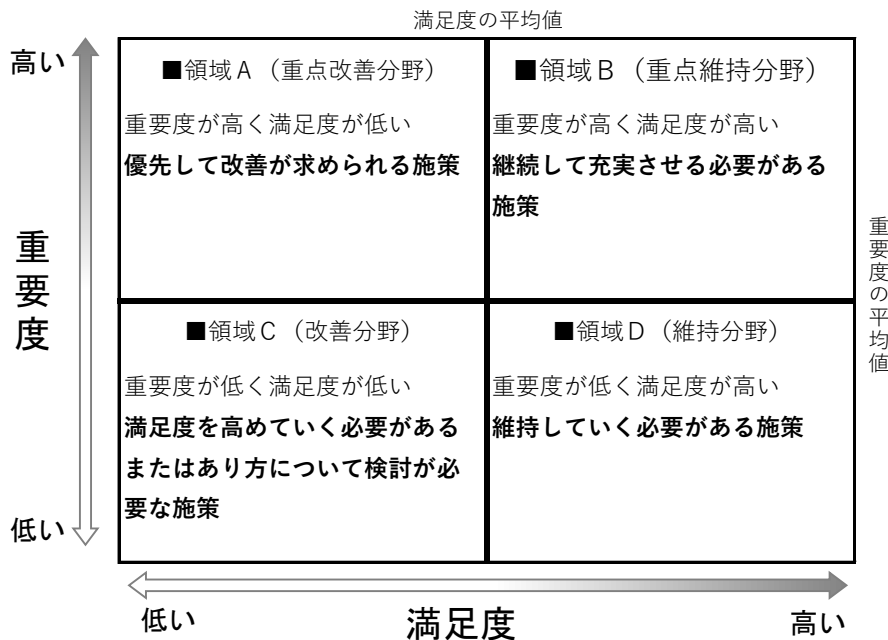 満足度の平均値
高い
重要度
低い
■領域A（重点改善分野）
重要度が高く満足度が低い
優先して改善が求められる施策
■領域B（重点維持分野）
重要度が高く満足度が高い
継続して充実させる必要がある
施策
重要度の平均値
■領域C（改善分野）
重要度が低く満足度が低い
満足度を高めていく必要がある
またはあり方について検討が必
要な施策
■領域D（維持分野）
重要度が低く満足度が高い
維持していく必要がある施策
低い
満足度
高い